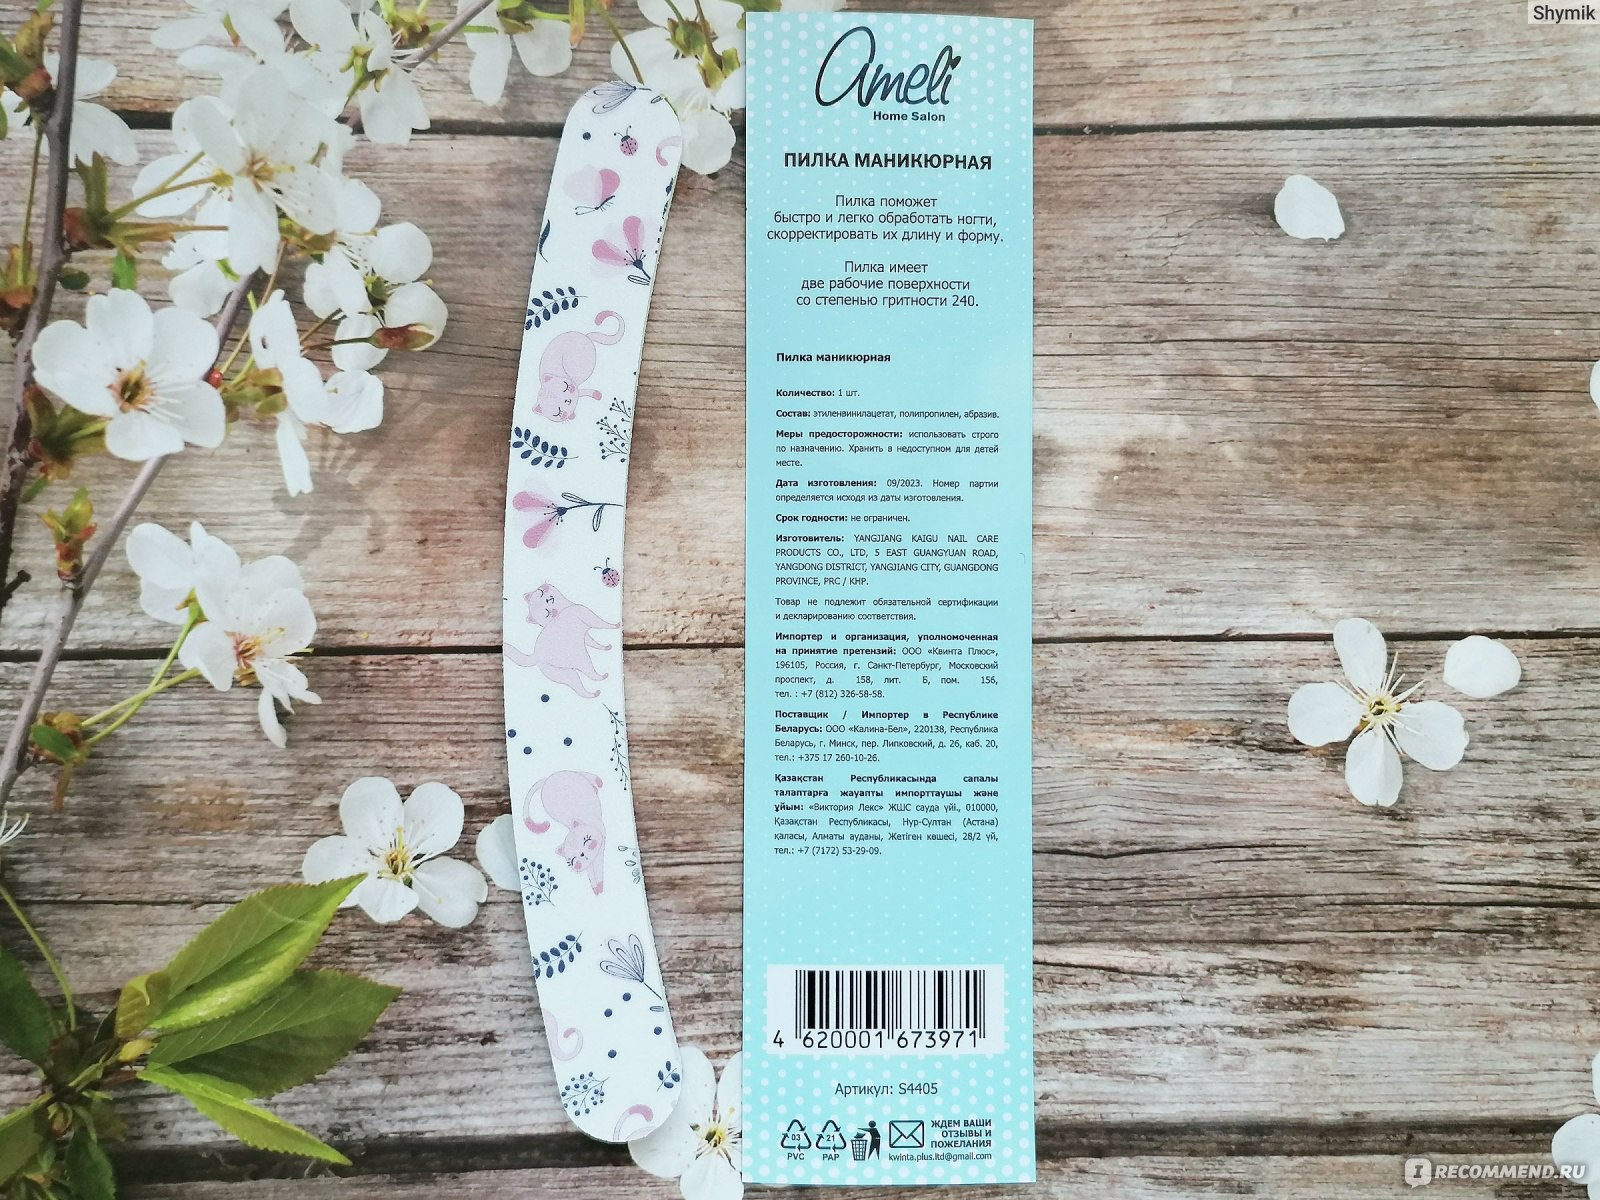 Shymik
Ameli
Home Salon
ПИЛКА МАНИКЮРНАЯ
Пилка поможет
быстро и легко обработать ногти,
скорректировать их длину и форму.
Пилка имеет
две рабочие поверхности
со степенью гритности 240.
Пилка маникюрная
Количество: 1 шт.
Состав: этиленвинилацетат, полипропилен, абразив.
Меры предосторожности: использовать строго
по назначению. Хранить в недоступном для детей
месте.
Дата изготовления: 09/2023. Номер партии
определяется исходя из даты изготовления.
Срок годности: не ограничен.
Изготовитель: YANGJIANG KAIGU NAIL CARE
PRODUCTS CO., LTD, 5 EAST GUANGYUAN ROAD,
YANGDONG DISTRICT, YANGJIANG CITY, GUANGDONG
PROVINCE, PRC / КНР.
Товар не подлежит обязательной сертификации
и декларированию соответствия.
Импортер и организация, уполномоченная
на принятие претензий: ООО «Квинта Плюс»,
196105, Россия, г. Санкт-Петербург, Московский
проспект, д. 158, лит. Б, пом. 156,
тел. : +7 (812) 326-58-58.
Поставщик / Импортер в Республике
Беларусь: ООО «Калина-Бел», 220138, Республика
Беларусь, г. Минск, пер. Липковский, д. 26, каб. 20,
тел.: +375 17 260-10-26.
Қазақстан Республикасында сапалы
талаптарға жауапты импорттаушы және
ұйым: «Виктория Лекс» ЖШС сауда үйі., 010000,
Қазақстан Республикасы, Нур-Султан (Астана)
қаласы, Алматы ауданы, Жетіген көшесі, 28/2 үй,
тел.: +7 (7172) 53-29-09.
4 620001 673971
Артикул: S4405
03 PVC
21 PAP
ЖДЕМ ВАШИ
ОТЗЫВЫ И
ПОЖЕЛАНИЯ
kwinta.plus.ltd@gmail.com
IRECOMMEND.RU